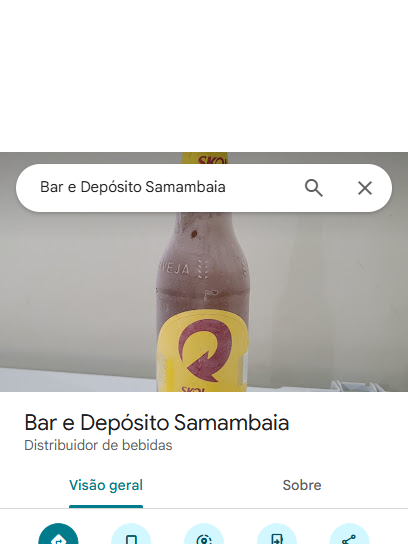 SKOL
Bar e Depósito Samambaia
VEJA
SKOL
Bar e Depósito Samambaia
Distribuidor de bebidas
Visão geral
Sobre